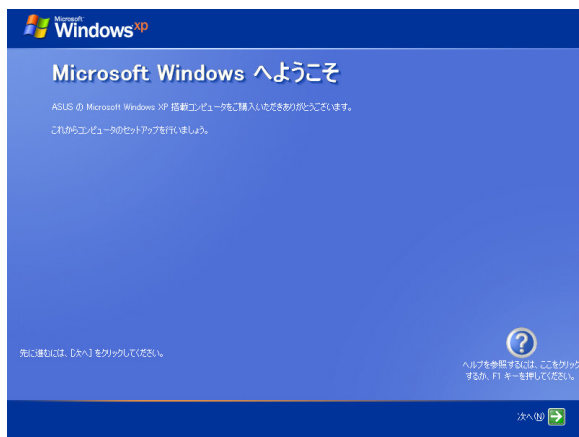 Microsoft
Windows xp
Microsoft Windows へようこそ
ASUS の Microsoft Windows XP 搭載コンピュータをご購入いただきありがとうございます。
これからコンピュータのセットアップを行いましょう。
先に進むには、[次へ] をクリックしてください。
ヘルプを参照するには、ここをクリック
するか、F1 キーを押してください。
次へ(N)